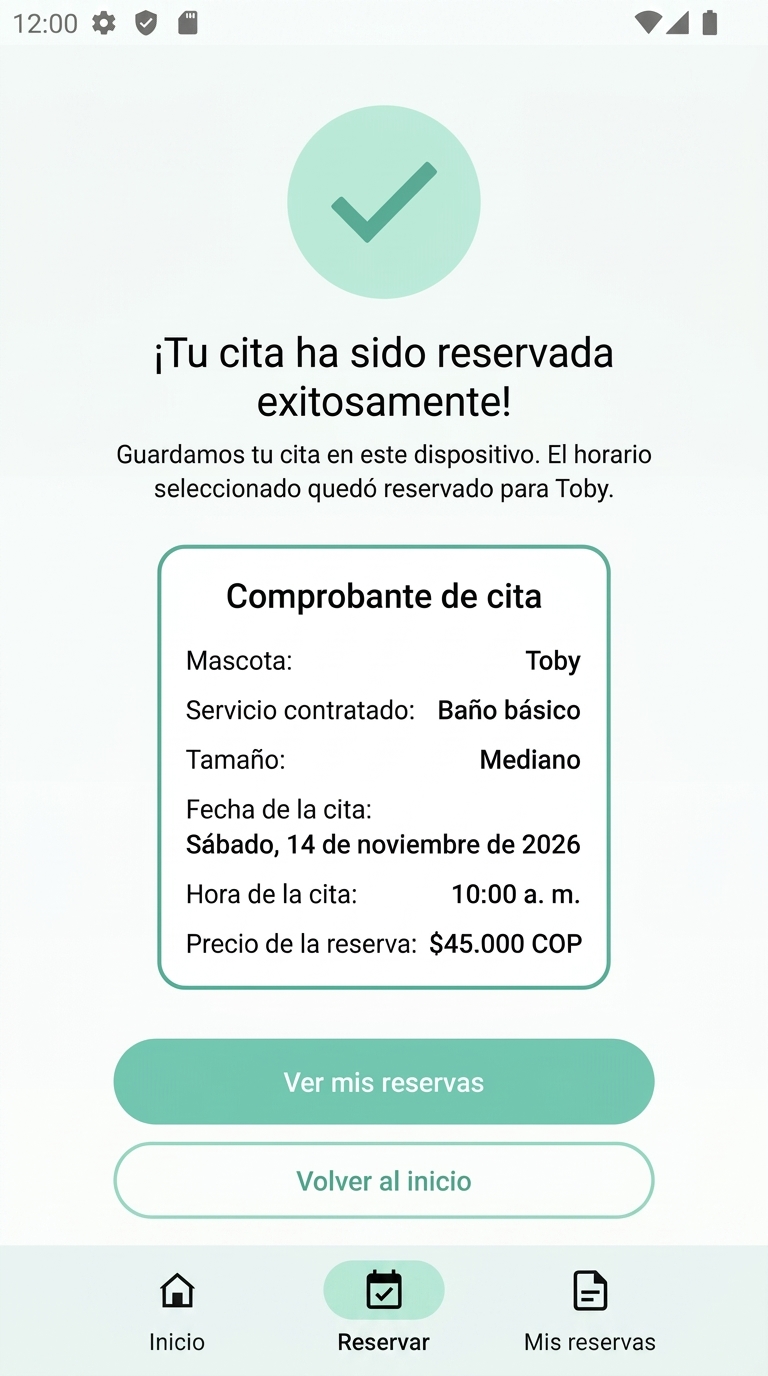 12:00
¡Tu cita ha sido reservada
exitosamente!
Guardamos tu cita en este dispositivo. El horario
seleccionado quedó reservado para Toby.
Comprobante de cita
Mascota: Toby
Servicio contratado: Baño básico
Tamaño: Mediano
Fecha de la cita:
Sábado, 14 de noviembre de 2026
Hora de la cita: 10:00 a. m.
Precio de la reserva: $45.000 COP
Ver mis reservas
Volver al inicio
Inicio Reservar Mis reservas